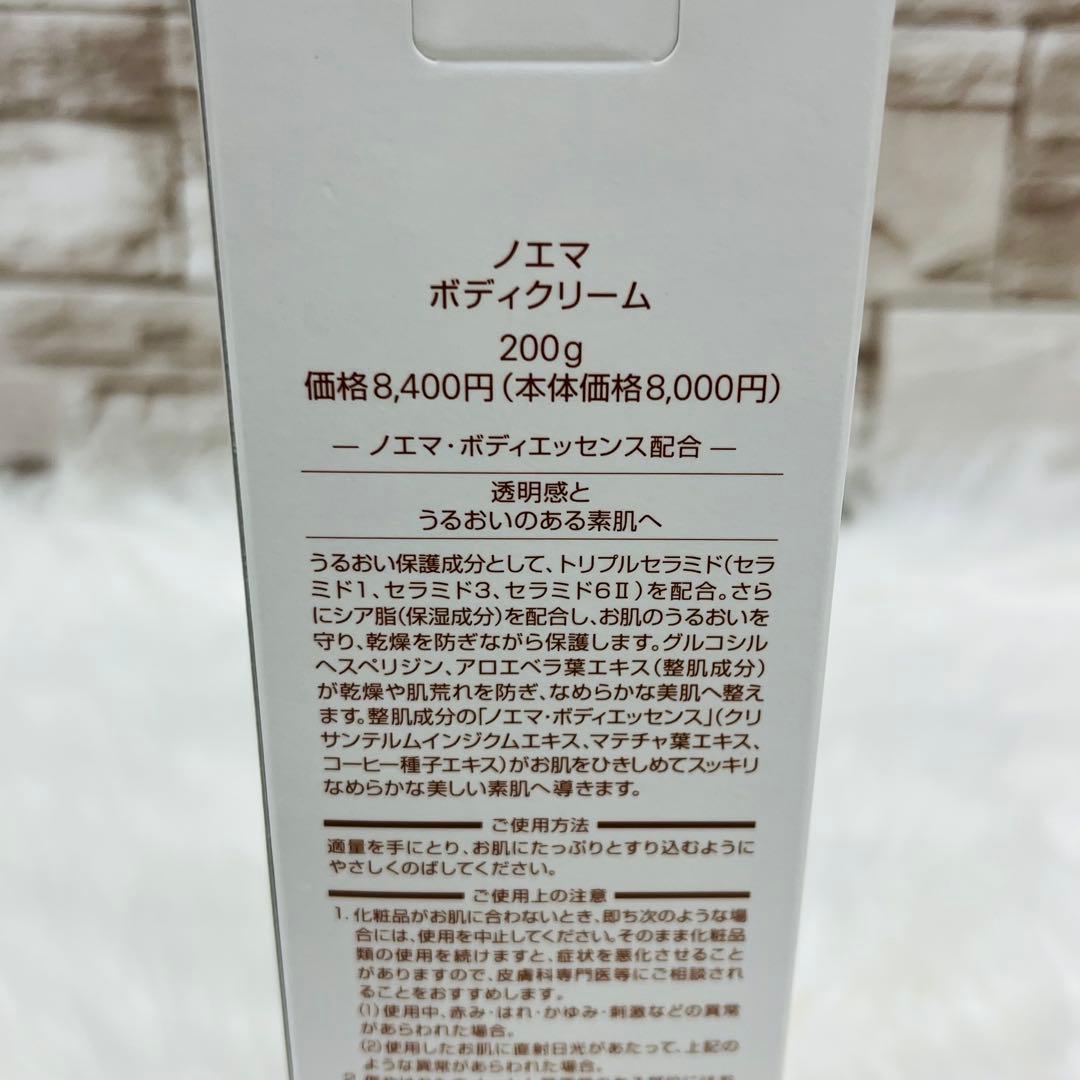 ノエマ
ボディクリーム
200g
価格8,400円（本体価格8,000円）
― ノエマ・ボディエッセンス配合 ―
透明感と
うるおいのある素肌へ
うるおい保護成分として、トリプルセラミド（セラ
ミド1、セラミド3、セラミド6Ⅱ）を配合。さら
にシア脂（保湿成分）を配合し、お肌のうるおいを
守り、乾燥を防ぎながら保護します。グルコシル
ヘスペリジン、アロエベラ葉エキス（整肌成分）
が乾燥や肌荒れを防ぎ、なめらかな美肌へ整え
ます。整肌成分の「ノエマ・ボディエッセンス」（クリ
サンテルムインジクムエキス、マテチャ葉エキス、
コーヒー種子エキス）がお肌をひきしめてスッキリ
なめらかな美しい素肌へ導きます。
ご使用方法
適量を手にとり、お肌にたっぷりとすり込むように
やさしくのばしてください。
ご使用上の注意
1. 化粧品がお肌に合わないとき、即ち次のような場
合には、使用を中止してください。そのまま化粧品
類の使用を続けますと、症状を悪化させること
がありますので、皮膚科専門医等にご相談され
ることをおすすめします。
(1)使用中、赤み・はれ・かゆみ・刺激などの異常
があらわれた場合。
(2)使用したお肌に直射日光があたって、上記の
ような異常があらわれた場合。